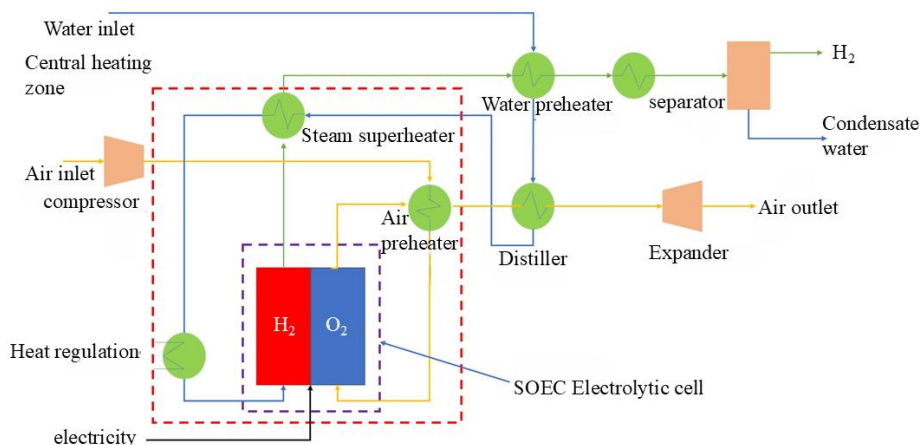 Water inlet
Central heating
zone
H2
Water preheater
separator
Steam superheater
Condensate
water
Air inlet
compressor
Air
preheater
Air outlet
Distiller
Expander
H2
O2
Heat regulation
SOEC Electrolytic cell
electricity